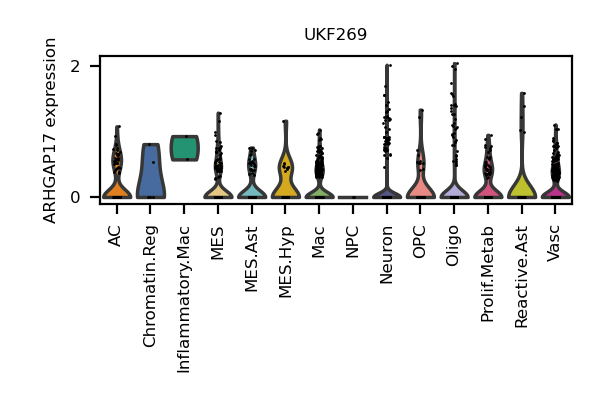 UKF269
ARHGAP17 expression
2
0
AC
Chromatin.Reg
Inflammatory.Mac
MES
MES.Ast
MES.Hyp
Mac
NPC
Neuron
OPC
Oligo
Prolif.Metab
Reactive.Ast
Vasc